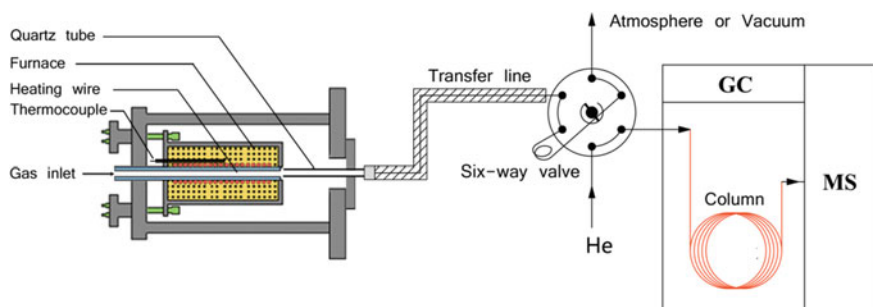 Quartz tube
Furnace
Heating wire
Thermocouple
Gas inlet
Transfer line
Atmosphere or Vacuum
Six-way valve
He
GC
Column
MS